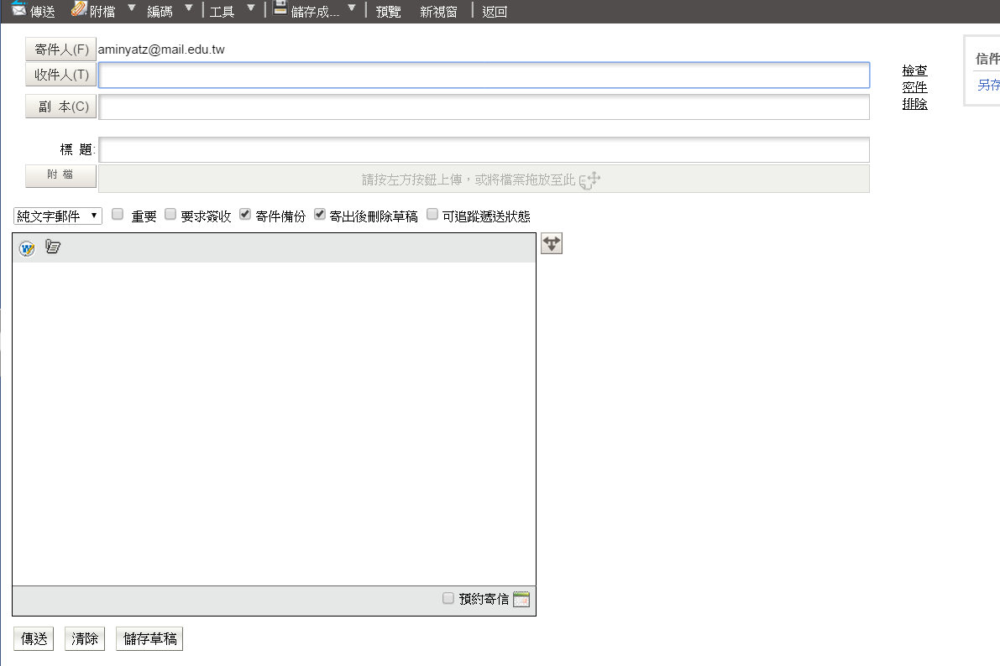 傳送 附檔 編碼 工具 儲存成... 預覽 新視窗 返回
寄件人(F) aminyatz@mail.edu.tw
收件人(T)
副 本(C)
檢查
密件
排除
信件
另存
標 題:
附 檔 請按左方按鈕上傳，或將檔案拖放至此
純文字郵件 重要 要求簽收 寄件備份 寄出後刪除草稿 可追蹤遞送狀態
預約寄信
傳送 清除 儲存草稿